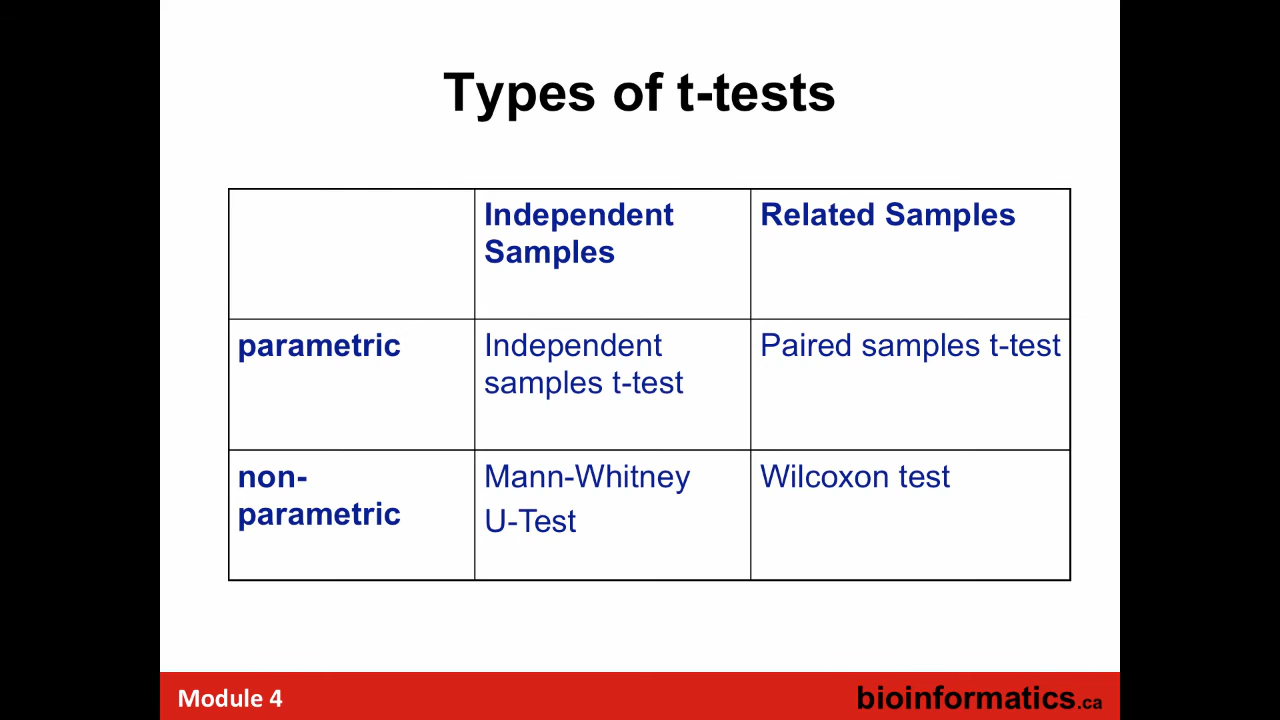 Types of t-tests
Independent
Samples
Related Samples
parametric
Independent
samples t-test
Paired samples t-test
non-
parametric
Mann-Whitney
U-Test
Wilcoxon test
Module 4
bioinformatics.ca